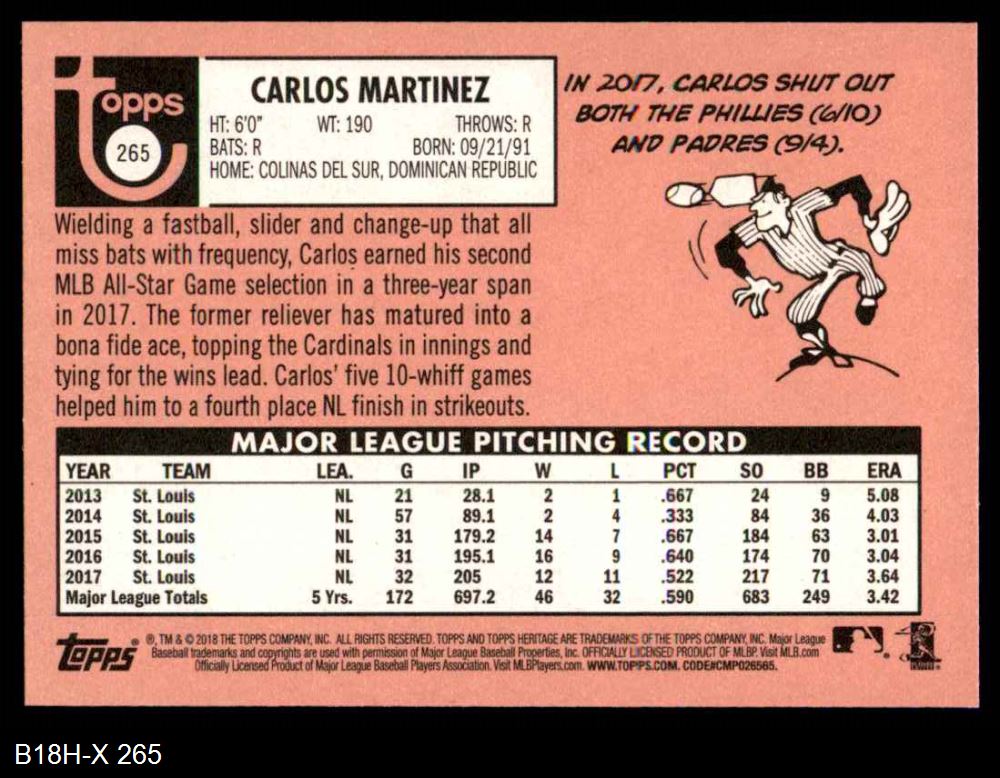 topps
265
CARLOS MARTINEZ
HT: 6'0" WT: 190 THROWS: R
BATS: R BORN: 09/21/91
HOME: COLINAS DEL SUR, DOMINICAN REPUBLIC
IN 2017, CARLOS SHUT OUT
BOTH THE PHILLIES (6/10)
AND PADRES (9/4).
Wielding a fastball, slider and change-up that all
miss bats with frequency, Carlos earned his second
MLB All-Star Game selection in a three-year span
in 2017. The former reliever has matured into a
bona fide ace, topping the Cardinals in innings and
tying for the wins lead. Carlos' five 10-whiff games
helped him to a fourth place NL finish in strikeouts.
MAJOR LEAGUE PITCHING RECORD
YEAR TEAM LEA. G IP W L PCT SO BB ERA
2013 St. Louis NL 21 28.1 2 1 .667 24 9 5.08
2014 St. Louis NL 57 89.1 2 4 .333 84 36 4.03
2015 St. Louis NL 31 179.2 14 7 .667 184 63 3.01
2016 St. Louis NL 31 195.1 16 9 .640 174 70 3.04
2017 St. Louis NL 32 205 12 11 .522 217 71 3.64
Major League Totals 5 Yrs. 172 697.2 46 32 .590 683 249 3.42
Topps
®, TM & © 2018 THE TOPPS COMPANY, INC. ALL RIGHTS RESERVED. TOPPS AND TOPPS HERITAGE ARE TRADEMARKS OF THE TOPPS COMPANY, INC. Major League
Baseball trademarks and copyrights are used with permission of Major League Baseball Properties, Inc. OFFICIALLY LICENSED PRODUCT OF MLBP. Visit MLB.com
Officially Licensed Product of Major League Baseball Players Association. Visit MLBPlayers.com. WWW.TOPPS.COM. CODE#CMP026565.
B18H-X 265